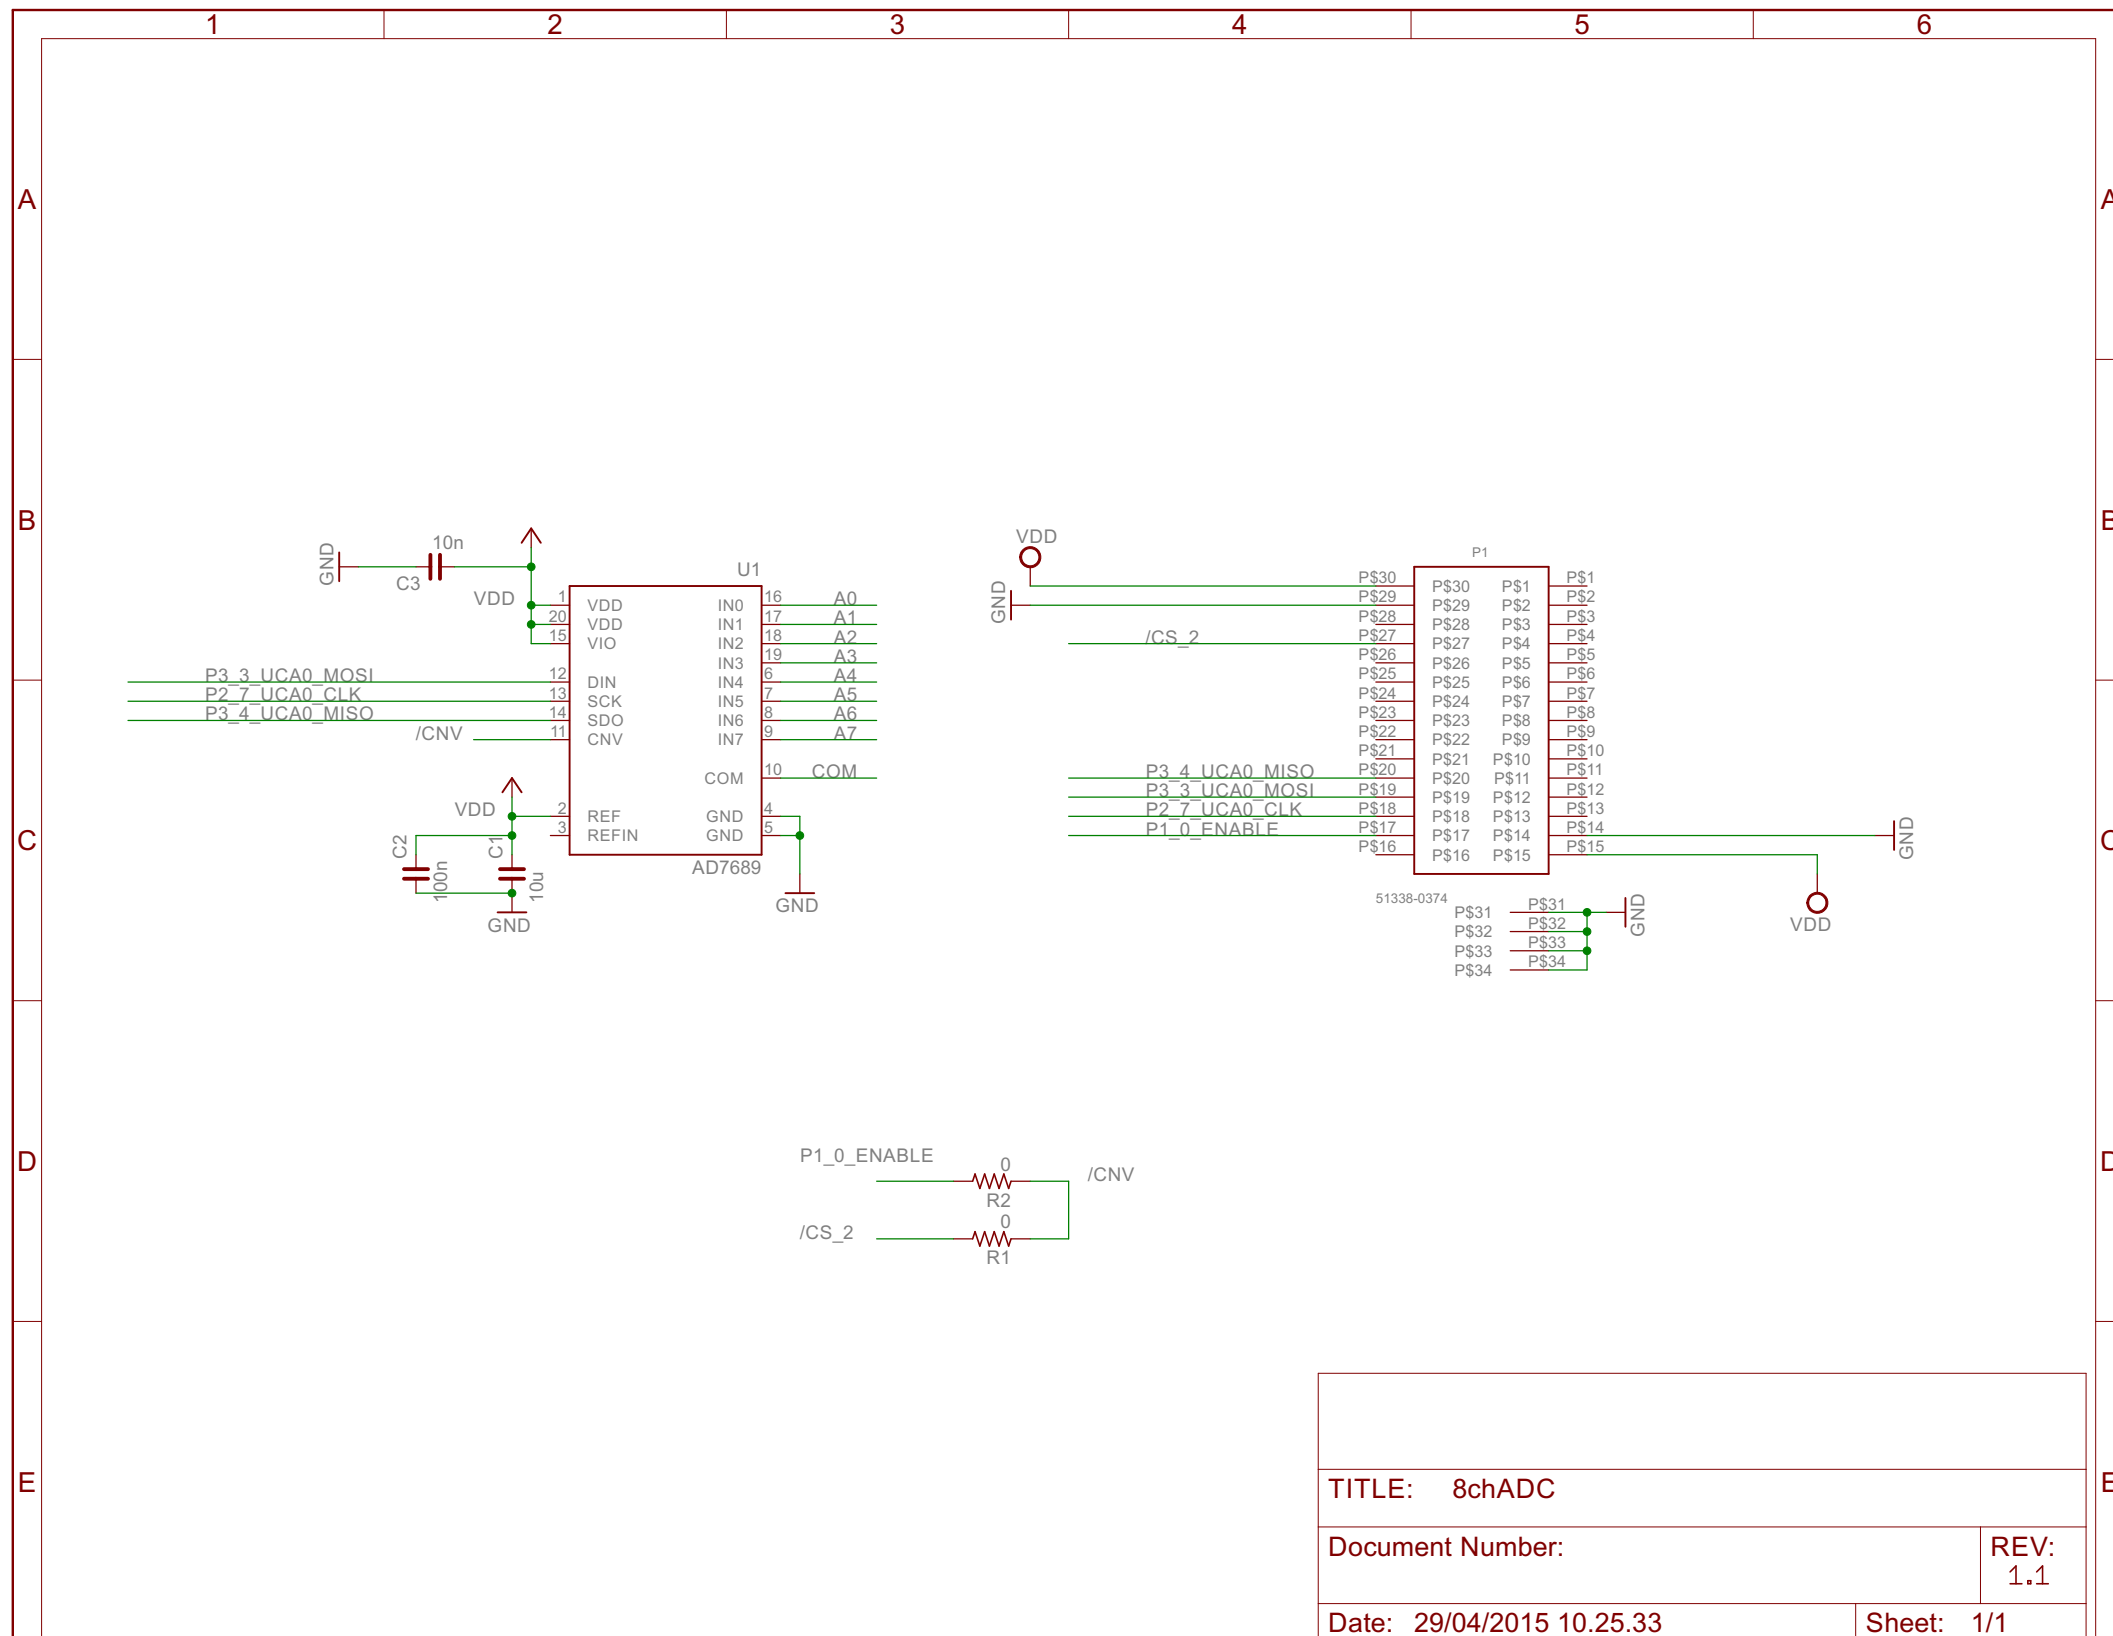 1 2 3 4 5 6
A A
B B
C C
D D
E E
GND
10n
C3
VDD
U1
1 VDD IN0 16 A0
20 VDD IN1 17 A1
15 VIO IN2 18 A2
IN3 19 A3
P3_3_UCA0_MOSI 12 DIN IN4 6 A4
P2_7_UCA0_CLK 13 SCK IN5 7 A5
P3_4_UCA0_MISO 14 SDO IN6 8 A6
/CNV 11 CNV IN7 9 A7
COM 10 COM
VDD 2 REF GND 4
3 REFIN GND 5
AD7689
C2
100n
C1
10u
GND
GND
VDD
GND
P1
P$30 P$30 P$1 P$1
P$29 P$29 P$2 P$2
P$28 P$28 P$3 P$3
/CS_2 P$27 P$27 P$4 P$4
P$26 P$26 P$5 P$5
P$25 P$25 P$6 P$6
P$24 P$24 P$7 P$7
P$23 P$23 P$8 P$8
P$22 P$22 P$9 P$9
P$21 P$21 P$10 P$10
P3_4_UCA0_MISO P$20 P$20 P$11 P$11
P3_3_UCA0_MOSI P$19 P$19 P$12 P$12
P2_7_UCA0_CLK P$18 P$18 P$13 P$13
P1_0_ENABLE P$17 P$17 P$14 P$14 GND
P$16 P$16 P$15 P$15
VDD
51338-0374
P$31 P$31 GND
P$32 P$32
P$33 P$33
P$34 P$34
P1_0_ENABLE 0 /CNV
R2
/CS_2 0
R1
TITLE: 8chADC
Document Number:
REV:
1.1
Date: 29/04/2015 10.25.33
Sheet: 1/1